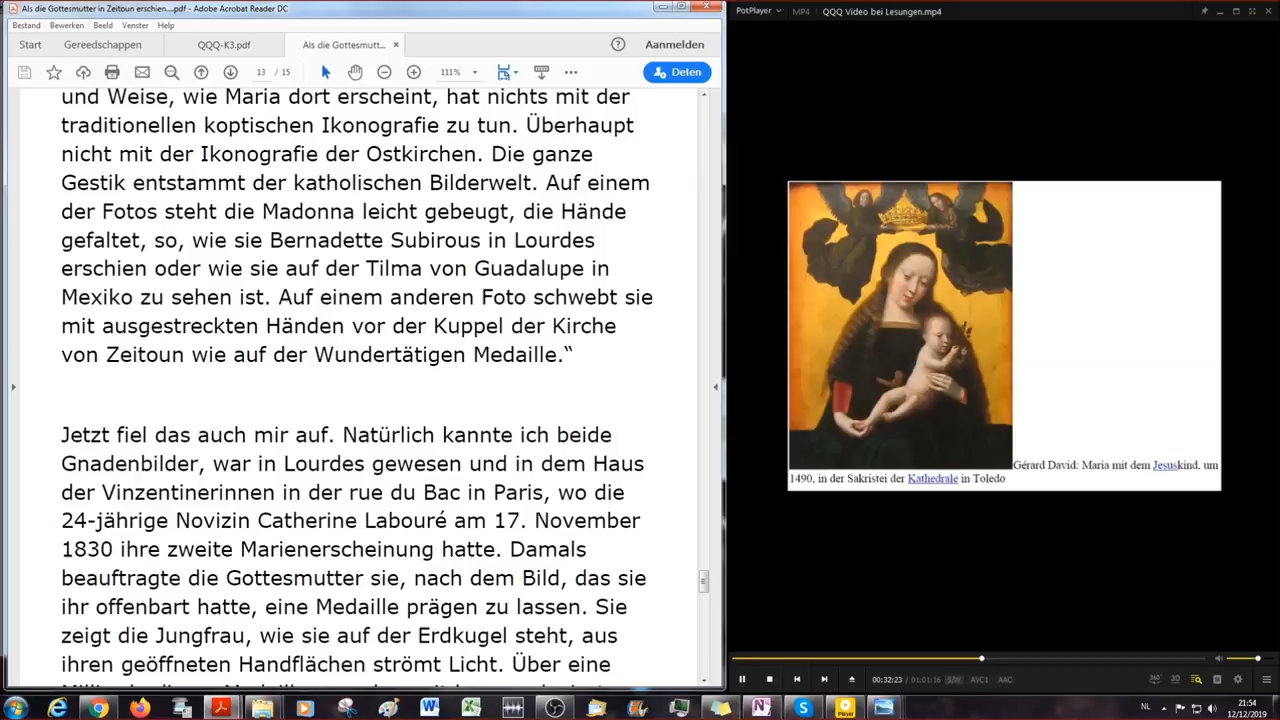 Als die Gottesmutter in Zeitoun erschien....pdf - Adobe Acrobat Reader DC
Bestand Bewerken Beeld Venster Help
Start Gereedschappen QQQ-K3.pdf Als die Gottesmutt... × Aanmelden
13 / 15 111% Delen
und Weise, wie Maria dort erscheint, hat nichts mit der
traditionellen koptischen Ikonografie zu tun. Überhaupt
nicht mit der Ikonografie der Ostkirchen. Die ganze
Gestik entstammt der katholischen Bilderwelt. Auf einem
der Fotos steht die Madonna leicht gebeugt, die Hände
gefaltet, so, wie sie Bernadette Subirous in Lourdes
erschien oder wie sie auf der Tilma von Guadalupe in
Mexiko zu sehen ist. Auf einem anderen Foto schwebt sie
mit ausgestreckten Händen vor der Kuppel der Kirche
von Zeitoun wie auf der Wundertätigen Medaille.“
Jetzt fiel das auch mir auf. Natürlich kannte ich beide
Gnadenbilder, war in Lourdes gewesen und in dem Haus
der Vinzentinerinnen in der rue du Bac in Paris, wo die
24-jährige Novizin Catherine Labouré am 17. November
1830 ihre zweite Marienerscheinung hatte. Damals
beauftragte die Gottesmutter sie, nach dem Bild, das sie
ihr offenbart hatte, eine Medaille prägen zu lassen. Sie
zeigt die Jungfrau, wie sie auf der Erdkugel steht, aus
ihren geöffneten Handflächen strömt Licht. Über eine
PotPlayer MP4 QQQ Video bei Lesungen.mp4
Gérard David: Maria mit dem Jesuskind, um
1490, in der Sakristei der Kathedrale in Toledo
00:32:23 / 01:01:16 S/W AVC1 AAC
360° 3D
NL 21:54
12/12/2019